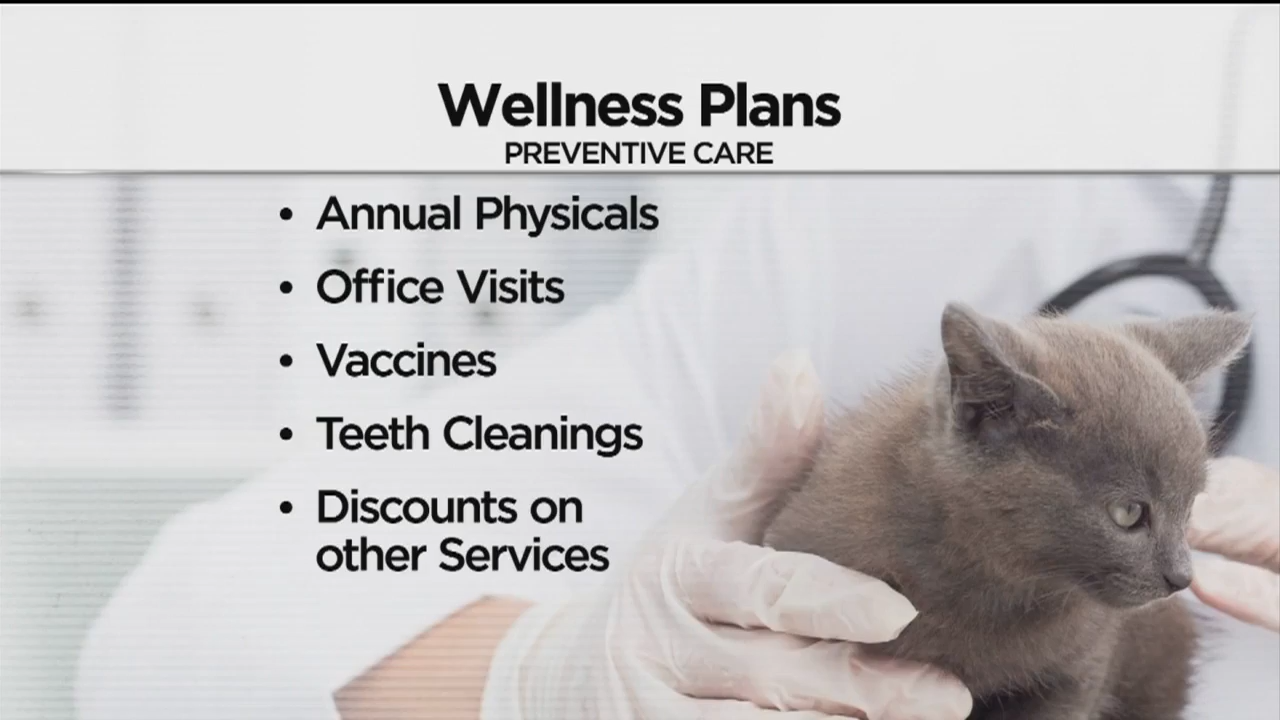 Wellness Plans
PREVENTIVE CARE
• Annual Physicals
• Office Visits
• Vaccines
• Teeth Cleanings
• Discounts on
other Services